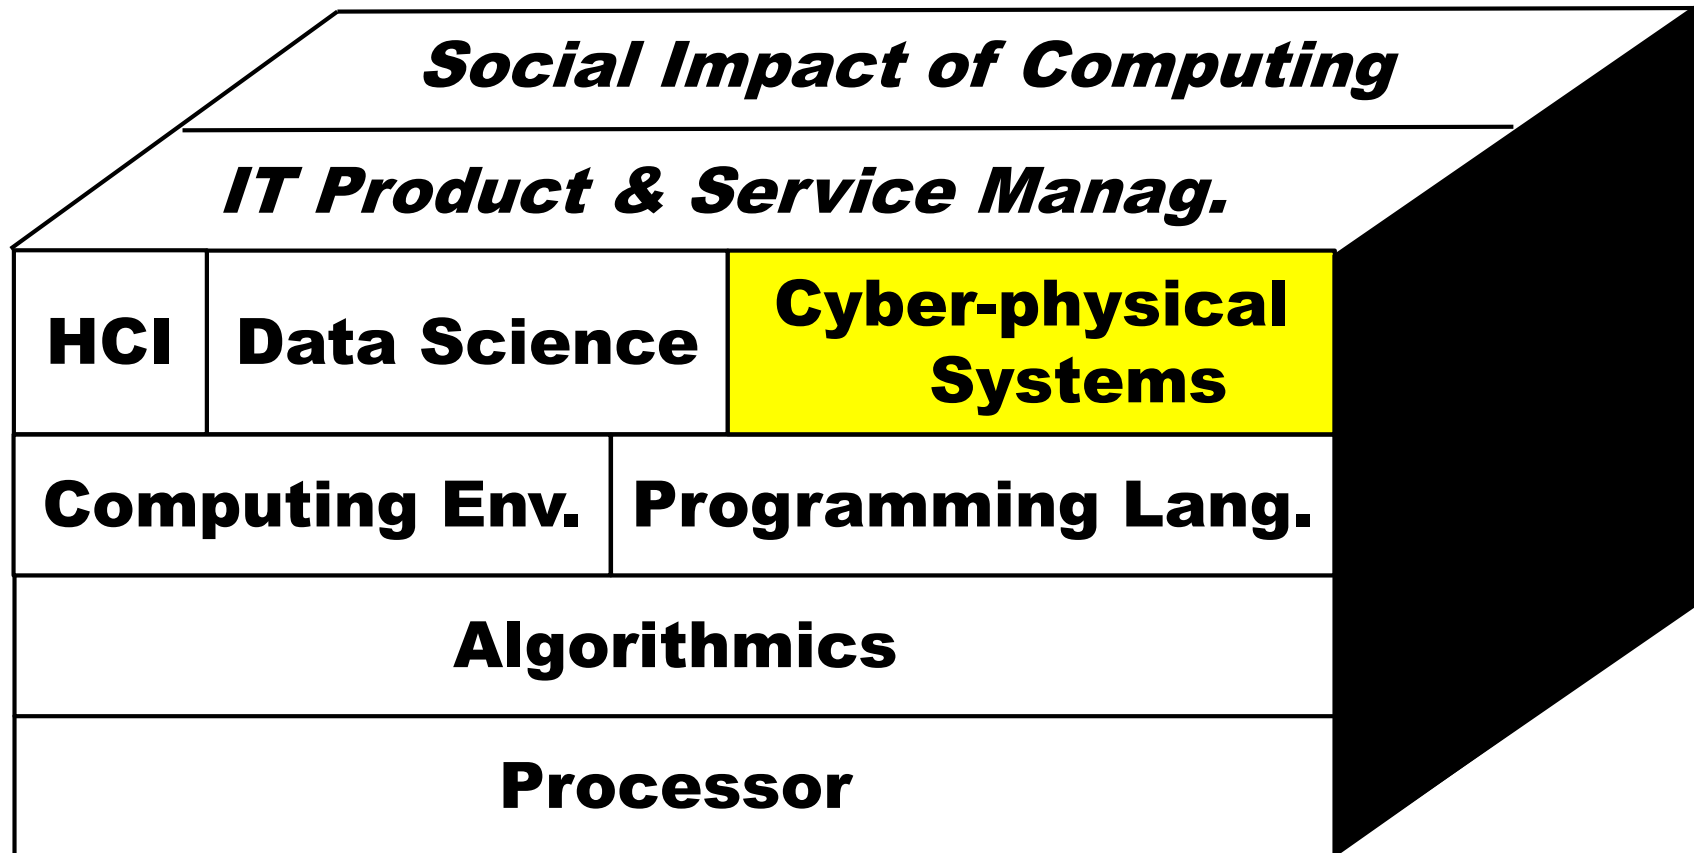 Social Impact of Computing
IT Product & Service Manag.
HCI
Data Science
Cyber-physical
Systems
Computing Env.
Programming Lang.
Algorithmics
Processor